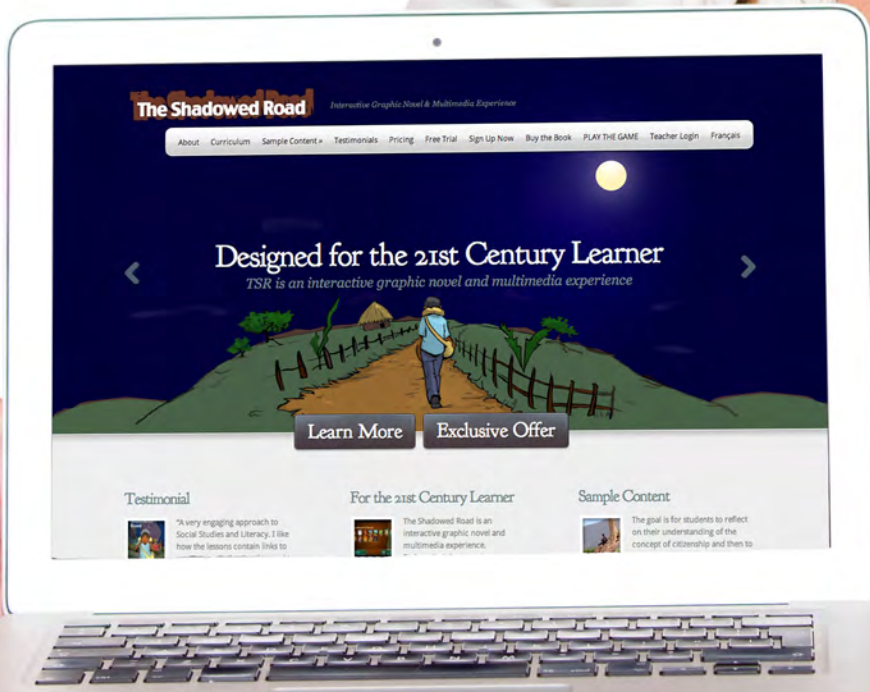 The Shadowed Road
Interactive Graphic Novel & Multimedia Experience
About Curriculum Sample Content » Testimonials Pricing Free Trial Sign Up Now Buy the Book PLAY THE GAME Teacher Login Français
Designed for the 21st Century Learner
TSR is an interactive graphic novel and multimedia experience
Learn More Exclusive Offer
Testimonial
"A very engaging approach to
Social Studies and Literacy. I like
how the lessons contain links to
For the 21st Century Learner
The Shadowed Road is an
interactive graphic novel and
multimedia experience.
Sample Content
The goal is for students to reflect
on their understanding of the
concept of citizenship and then to